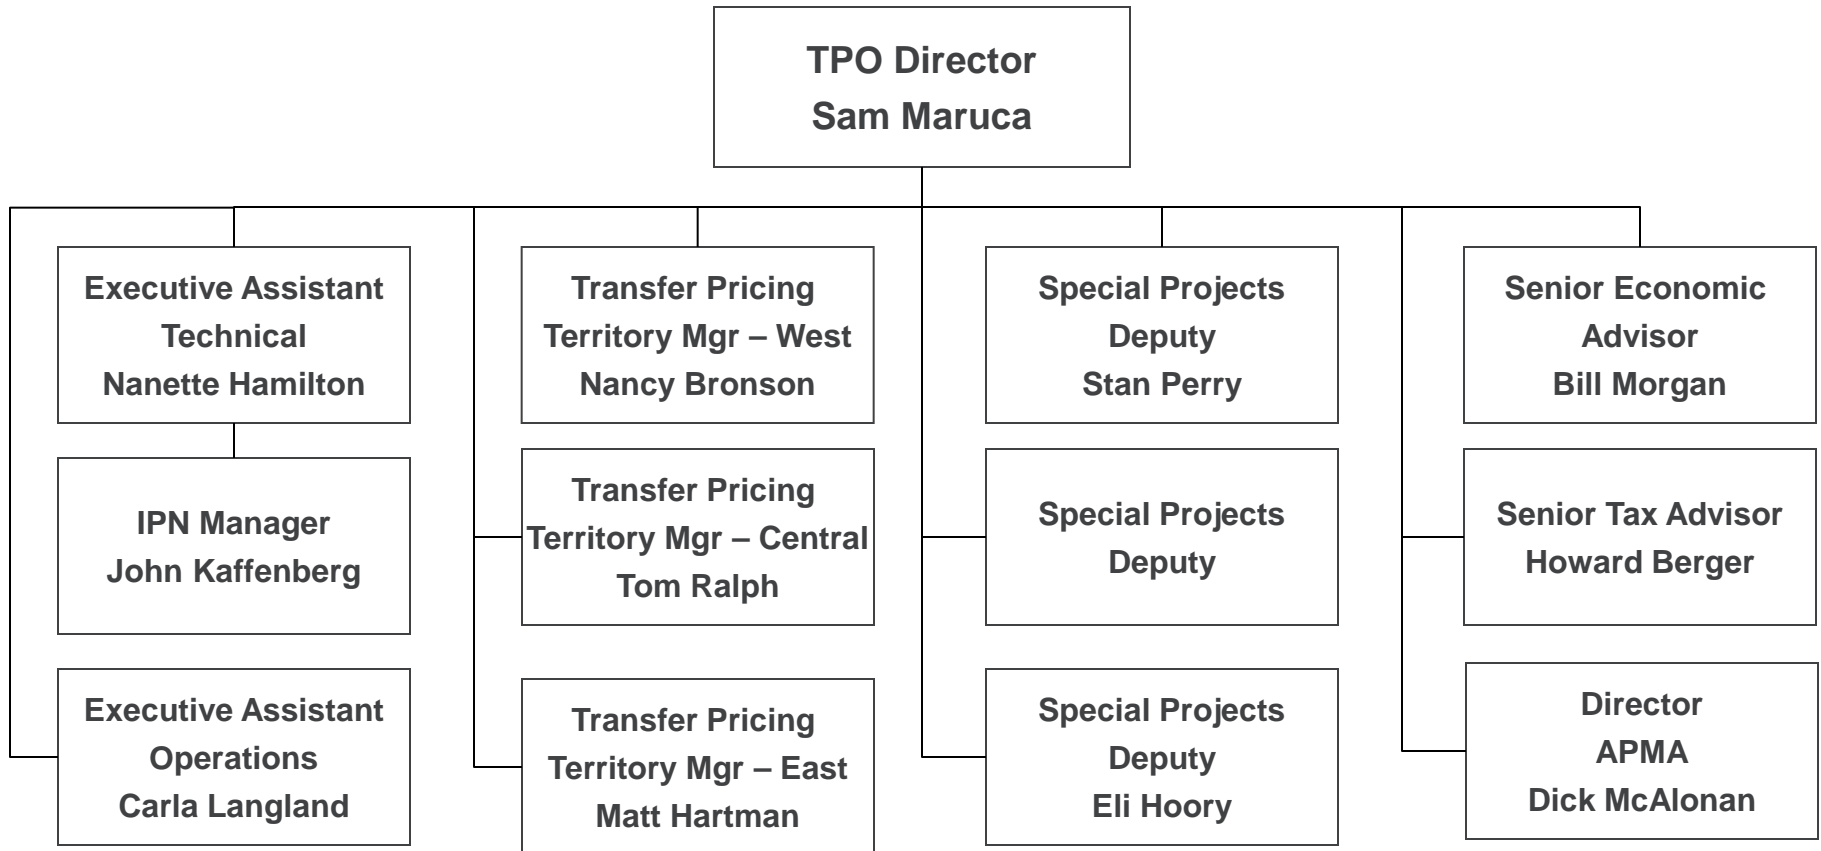 TPO Director
Sam Maruca
Executive Assistant
Technical
Nanette Hamilton
Transfer Pricing
Territory Mgr – West
Nancy Bronson
Special Projects
Deputy
Stan Perry
Senior Economic
Advisor
Bill Morgan
IPN Manager
John Kaffenberg
Transfer Pricing
Territory Mgr – Central
Tom Ralph
Special Projects
Deputy
Senior Tax Advisor
Howard Berger
Executive Assistant
Operations
Carla Langland
Transfer Pricing
Territory Mgr – East
Matt Hartman
Special Projects
Deputy
Eli Hoory
Director
APMA
Dick McAlonan